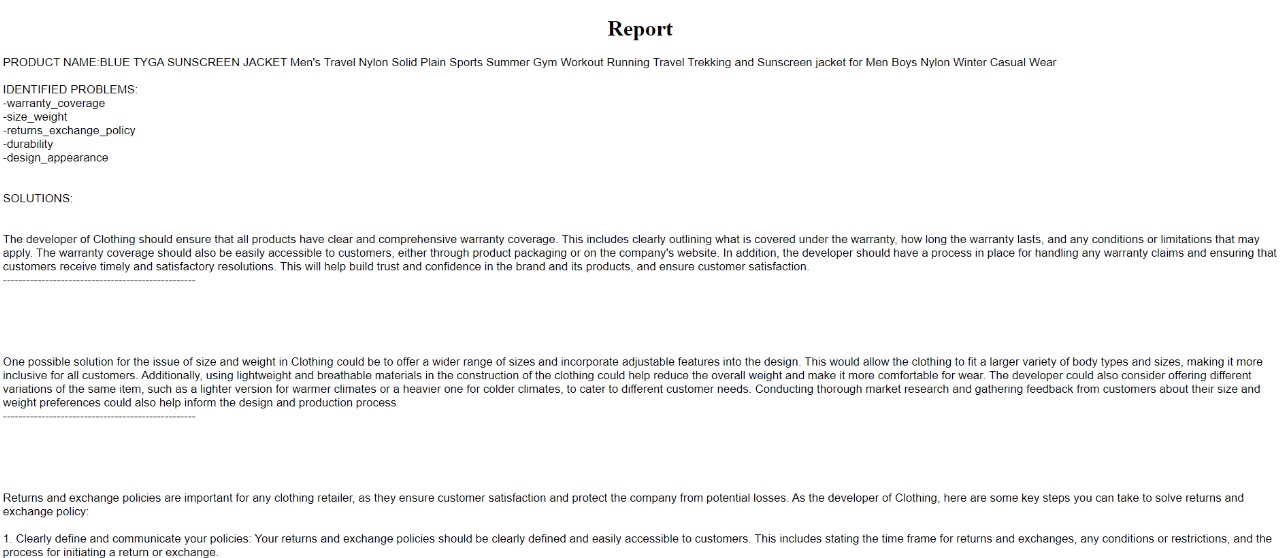 Report
PRODUCT NAME:BLUE TYGA SUNSCREEN JACKET Men's Travel Nylon Solid Plain Sports Summer Gym Workout Running Travel Trekking and Sunscreen jacket for Men Boys Nylon Winter Casual Wear
IDENTIFIED PROBLEMS:
-warranty_coverage
-size_weight
-returns_exchange_policy
-durability
-design_appearance
SOLUTIONS:
The developer of Clothing should ensure that all products have clear and comprehensive warranty coverage. This includes clearly outlining what is covered under the warranty, how long the warranty lasts, and any conditions or limitations that may
apply. The warranty coverage should also be easily accessible to customers, either through product packaging or on the company's website. In addition, the developer should have a process in place for handling any warranty claims and ensuring that
customers receive timely and satisfactory resolutions. This will help build trust and confidence in the brand and its products, and ensure customer satisfaction.
--------------------------------------------------
One possible solution for the issue of size and weight in Clothing could be to offer a wider range of sizes and incorporate adjustable features into the design. This would allow the clothing to fit a larger variety of body types and sizes, making it more
inclusive for all customers. Additionally, using lightweight and breathable materials in the construction of the clothing could help reduce the overall weight and make it more comfortable for wear. The developer could also consider offering different
variations of the same item, such as a lighter version for warmer climates or a heavier one for colder climates, to cater to different customer needs. Conducting thorough market research and gathering feedback from customers about their size and
weight preferences could also help inform the design and production process.
--------------------------------------------------
Returns and exchange policies are important for any clothing retailer, as they ensure customer satisfaction and protect the company from potential losses. As the developer of Clothing, here are some key steps you can take to solve returns and
exchange policy:
1. Clearly define and communicate your policies: Your returns and exchange policies should be clearly defined and easily accessible to customers. This includes stating the time frame for returns and exchanges, any conditions or restrictions, and the
process for initiating a return or exchange.